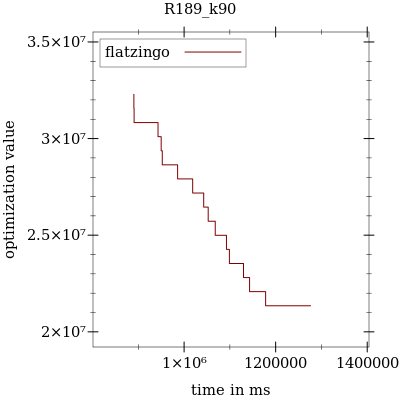 R189_k90
flatzingo
3.5×10⁷
3×10⁷
2.5×10⁷
2×10⁷
optimization value
1×10⁶ 1200000 1400000
time in ms